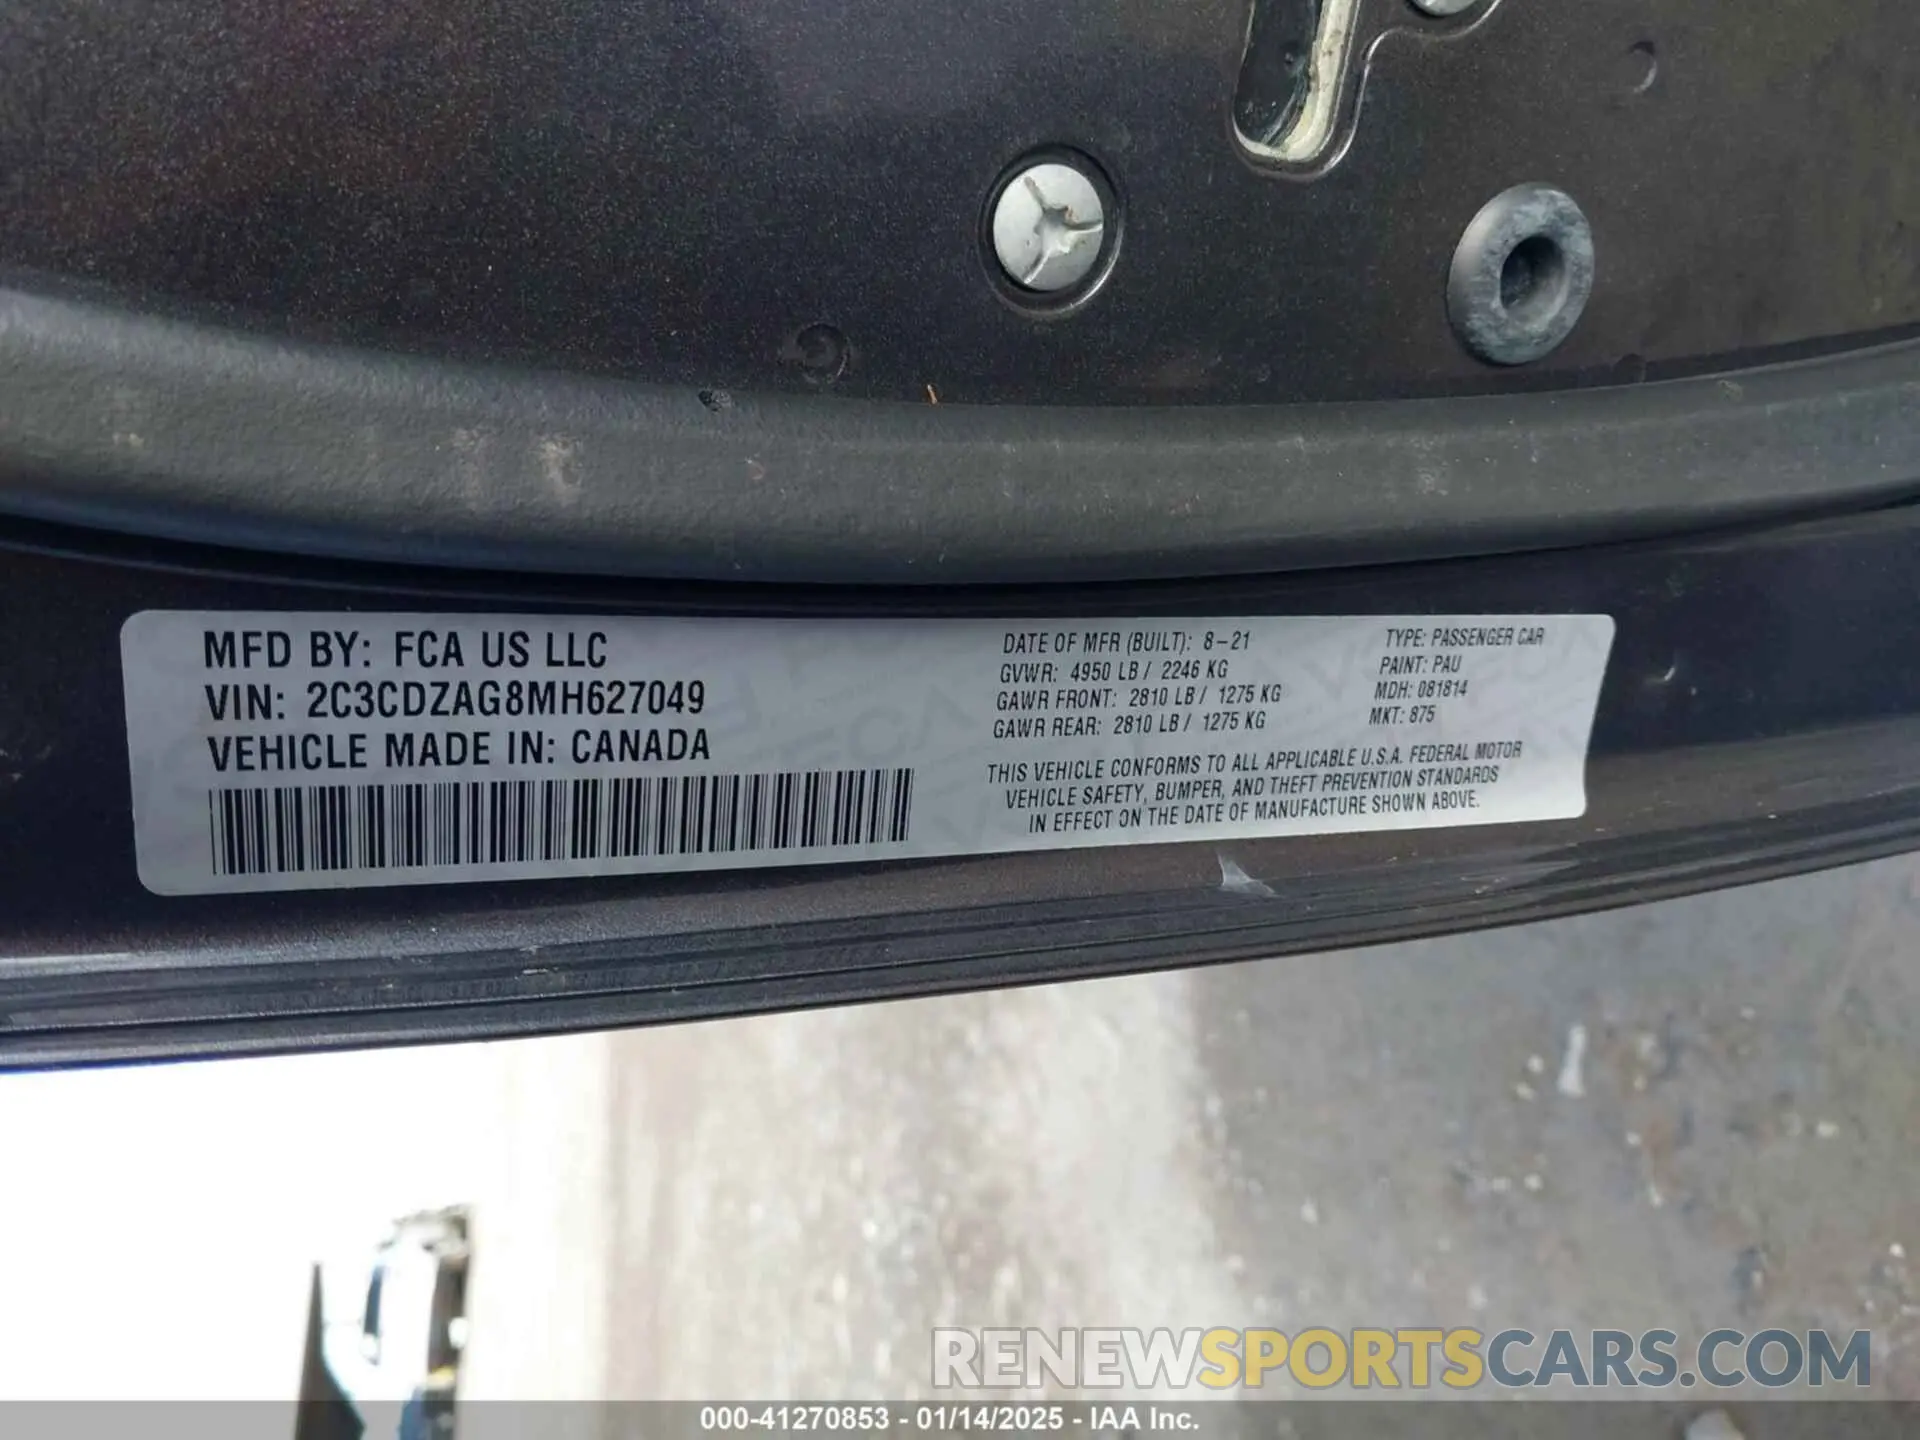 MFD BY: FCA US LLC
VIN: 2C3CDZAG8MH627049
VEHICLE MADE IN: CANADA
DATE OF MFR (BUILT): 8-21
GVWR: 4950 LB / 2246 KG
GAWR FRONT: 2810 LB / 1275 KG
GAWR REAR: 2810 LB / 1275 KG
TYPE: PASSENGER CAR
PAINT: PAU
MDH: 081814
MKT: 875
THIS VEHICLE CONFORMS TO ALL APPLICABLE U.S.A. FEDERAL MOTOR
VEHICLE SAFETY, BUMPER, AND THEFT PREVENTION STANDARDS
IN EFFECT ON THE DATE OF MANUFACTURE SHOWN ABOVE.
RENEWSPORTSCARS.COM
000-41270853 - 01/14/2025 - IAA Inc.